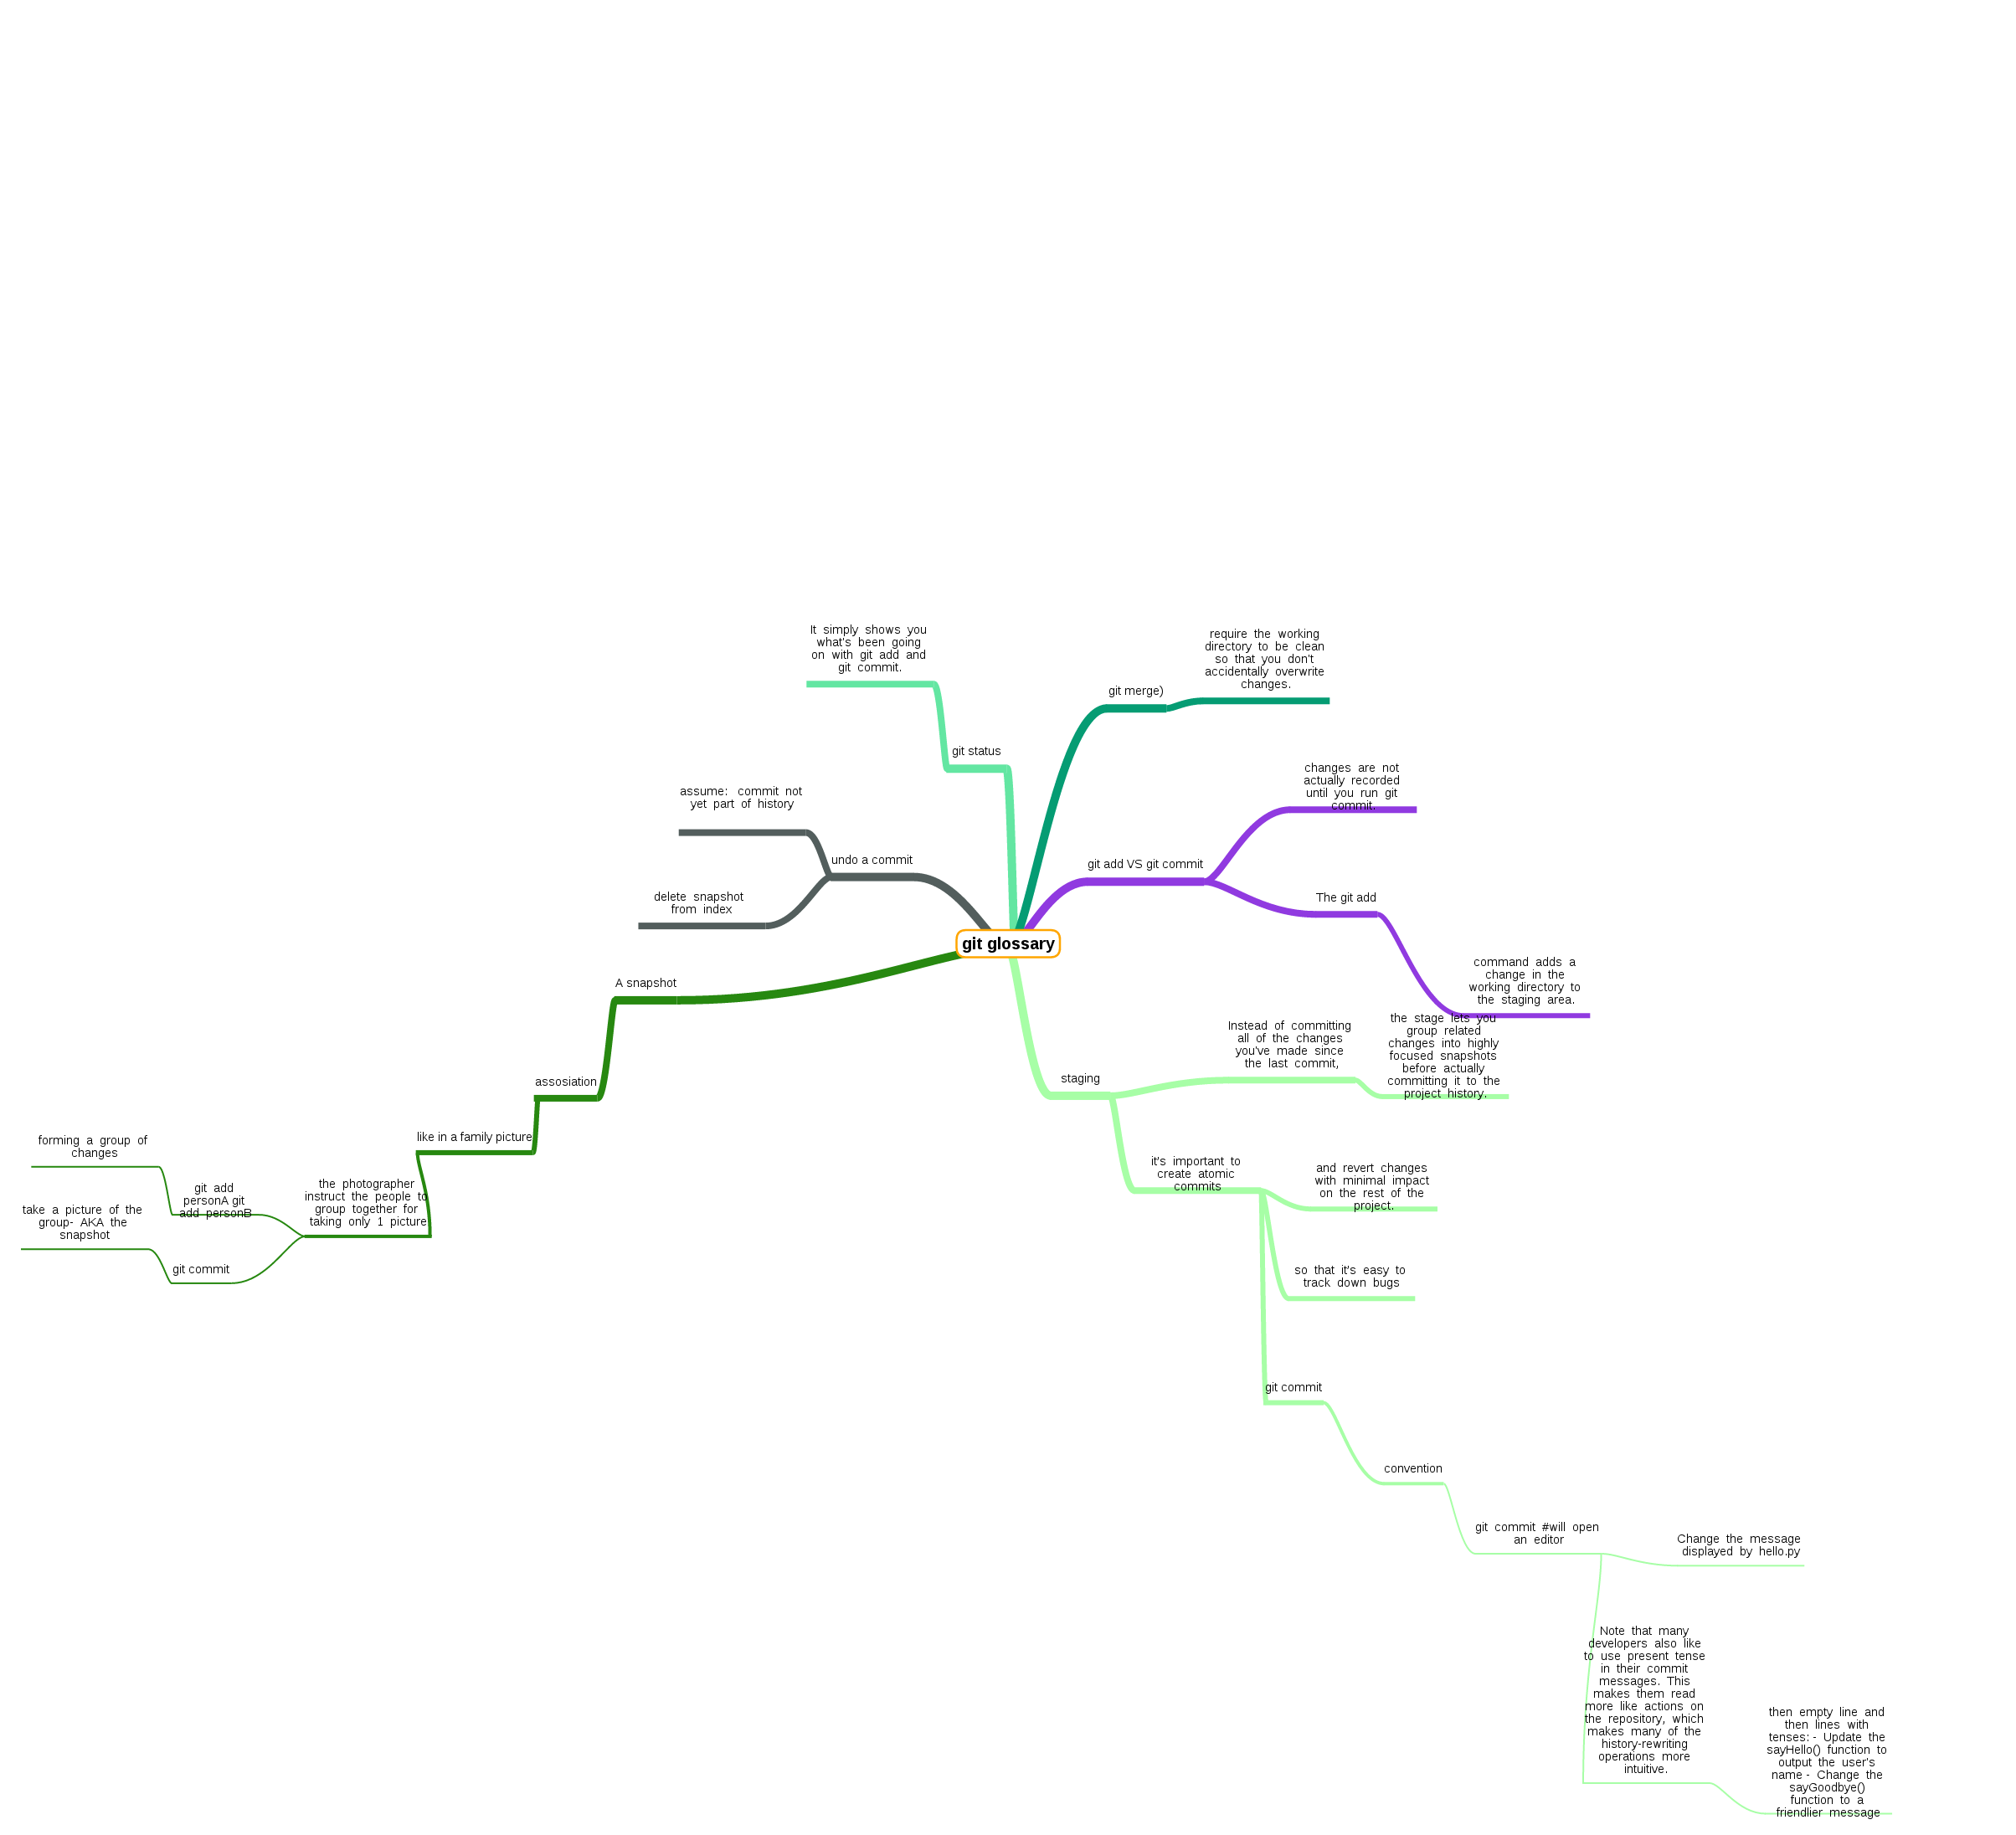 It simply shows you
what's been going
on with git add and
git commit.
git status
require the working
directory to be clean
so that you don't
accidentally overwrite
changes.
git merge)
changes are not
actually recorded
until you run git
commit.
git add VS git commit
The git add
command adds a
change in the
working directory to
the staging area.
assume: commit not
yet part of history
undo a commit
delete snapshot
from index
git glossary
A snapshot
assosiation
like in a family picture
the photographer
instruct the people to
group together for
taking only 1 picture
forming a group of
changes
git add
personA git
add personB
take a picture of the
group- AKA the
snapshot
git commit
staging
Instead of committing
all of the changes
you've made since
the last commit,
the stage lets you
group related
changes into highly
focused snapshots
before actually
committing it to the
project history.
it's important to
create atomic
commits
and revert changes
with minimal impact
on the rest of the
project.
so that it's easy to
track down bugs
git commit
convention
git commit #will open
an editor
Change the message
displayed by hello.py
Note that many
developers also like
to use present tense
in their commit
messages. This
makes them read
more like actions on
the repository, which
makes many of the
history-rewriting
operations more
intuitive.
then empty line and
then lines with
tenses: - Update the
sayHello() function to
output the user's
name - Change the
sayGoodbye()
function to a
friendlier message